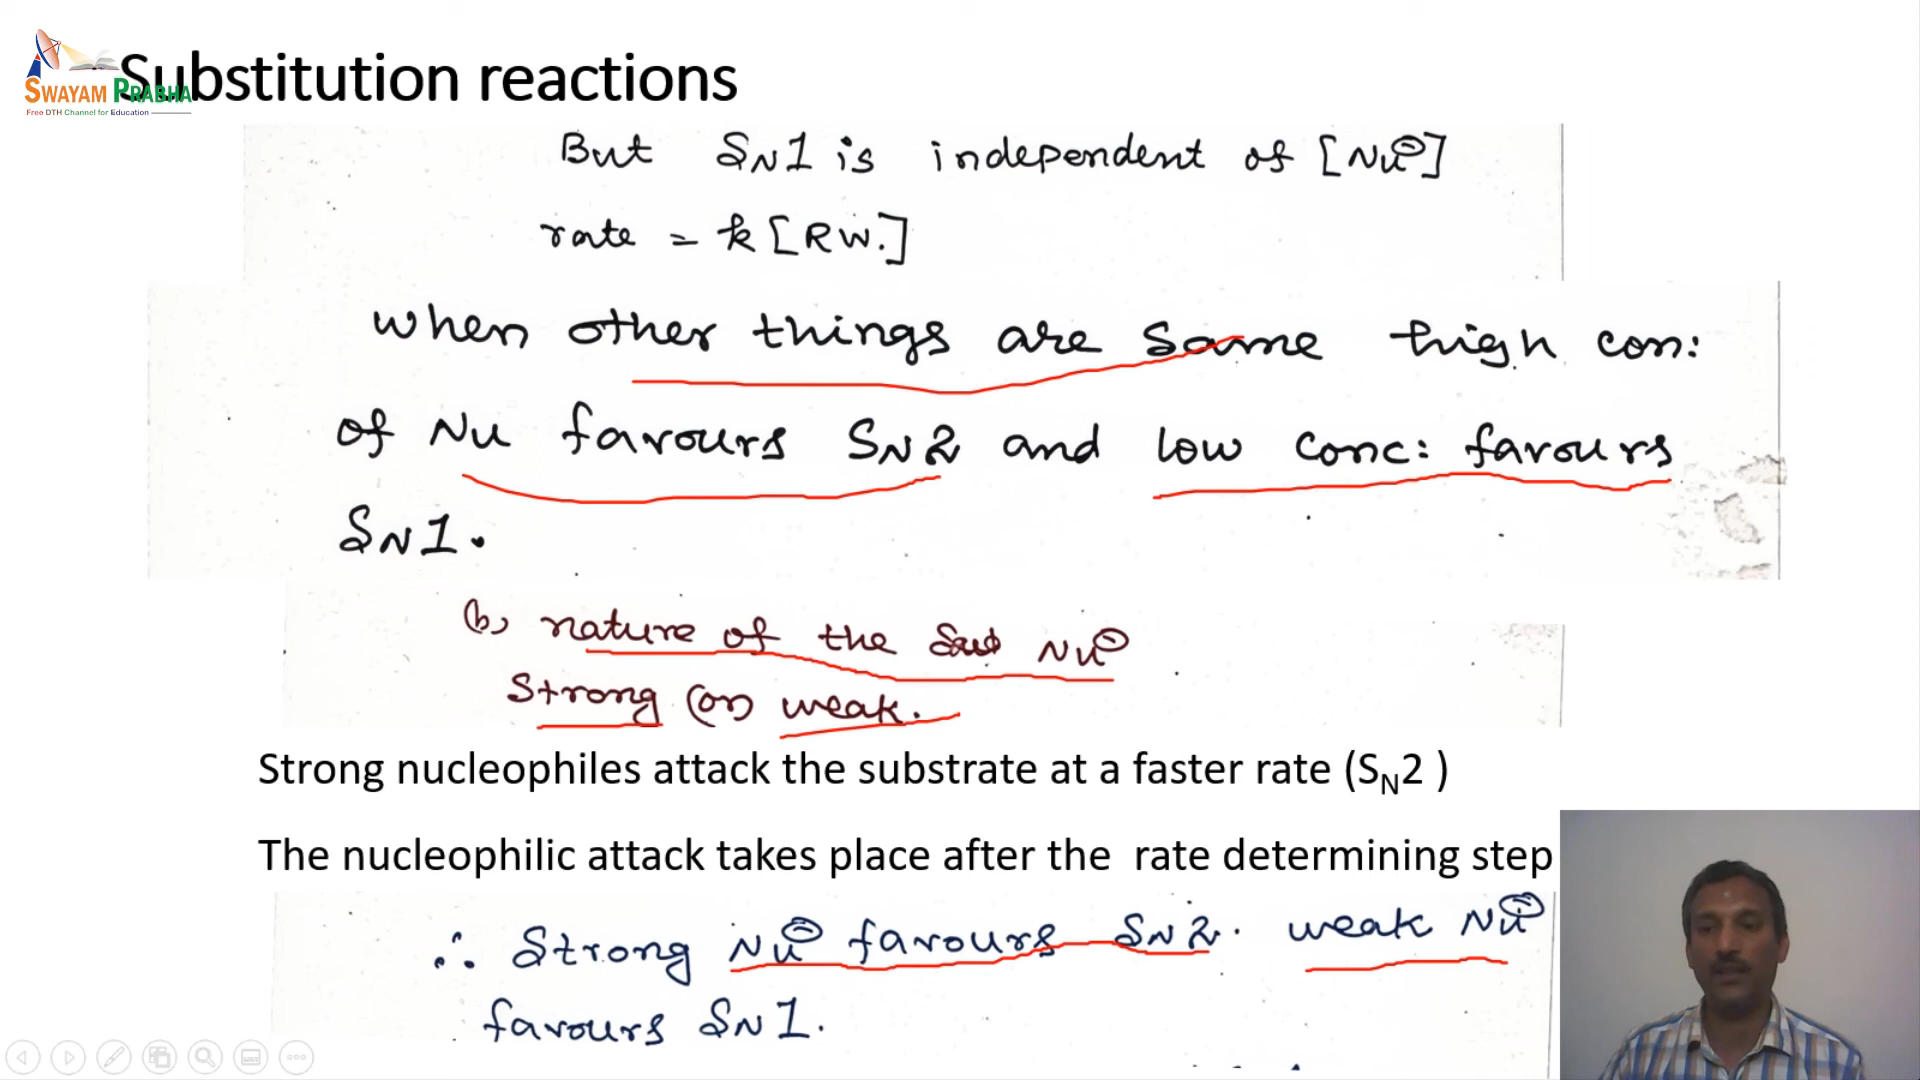 Substitution reactions
SWAYAM PRABHA
Free DTH Channel for Education
But SN1 is independent of [Nu⊖]
rate = k [RW.]
When other things are same high con:
of Nu favours SN2 and low conc: favours
SN1.
(b) nature of the Nu⊖
Strong (or) weak.
Strong nucleophiles attack the substrate at a faster rate (SN2 )
The nucleophilic attack takes place after the rate determining step
∴ Strong Nu⊖ favours SN2. weak Nu⊖
favours SN1.